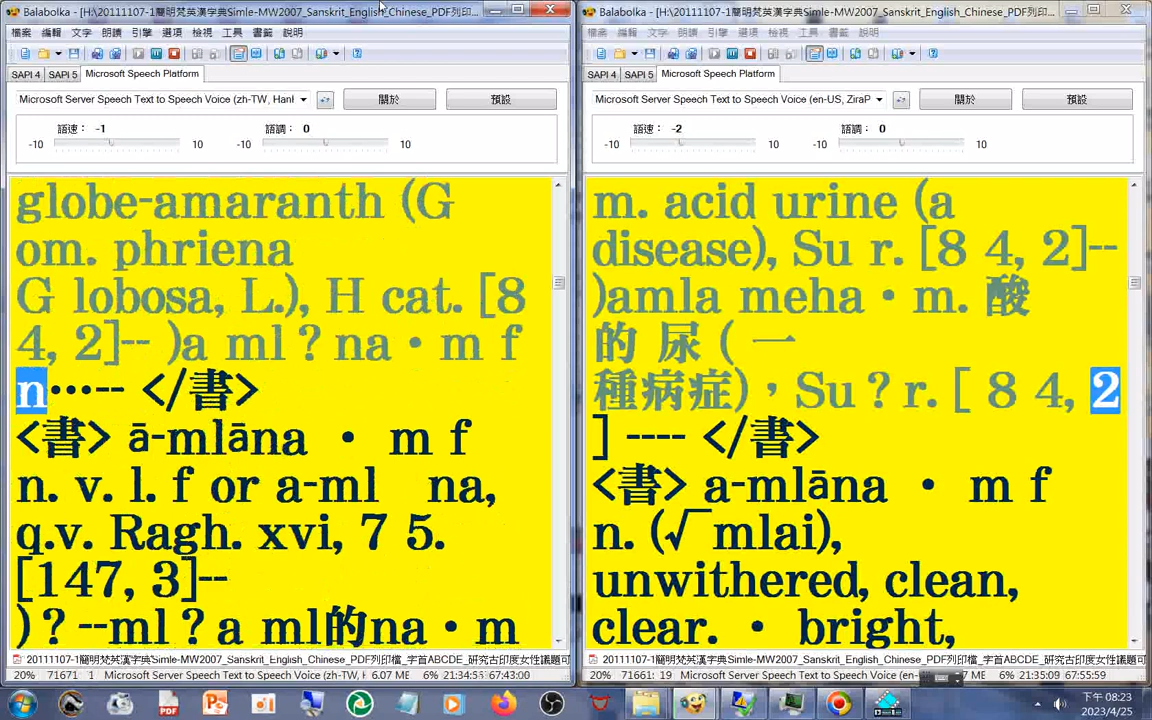 Balabolka - [H:\20111107-1簡明梵英漢字典Simle-MW2007_Sanskrit_English_Chinese_PDF列印...
檔案 編輯 文字 朗讀 引擎 選項 檢視 工具 書籤 說明
SAPI 4 SAPI 5 Microsoft Speech Platform
Microsoft Server Speech Text to Speech Voice (zh-TW, HanH 關於 預設
語速： -1 語調： 0
-10 10 -10 10
globe-amaranth (G
om. phriena
G lobosa, L.), H cat. [8
4, 2]-- )a ml？na・m f
n・・・-- </書>
<書> ā-mlāna ・ m f
n. v. l. f or a-ml na,
q.v. Ragh. xvi, 7 5.
[147, 3]--
)？--ml？a ml的na・m
20111107-1簡明梵英漢字典Simle-MW2007_Sanskrit_English_Chinese_PDF列印檔_字首ABCDE_研究古印度女性議題可
20% 71671: 1 Microsoft Server Speech Text to Speech Voice (zh-TW, H 6.07 MB 6% 21:34:55 67:43:00
Balabolka - [H:\20111107-1簡明梵英漢字典Simle-MW2007_Sanskrit_English_Chinese_PDF列印...
檔案 編輯 文字 朗讀 引擎 選項 檢視 工具 書籤 說明
SAPI 4 SAPI 5 Microsoft Speech Platform
Microsoft Server Speech Text to Speech Voice (en-US, ZiraP 關於 預設
語速： -2 語調： 0
-10 10 -10 10
m. acid urine (a
disease), Su r. [8 4, 2]--
)amla meha・m. 酸
的 尿 ( 一
種病症)，Su？r. [ 8 4, 2
] ---- </書>
<書> a-mlāna ・ m f
n. (√ mlai),
unwithered, clean,
clear. ・ bright,
20111107-1簡明梵英漢字典Simle-MW2007_Sanskrit_English_Chinese_PDF列印檔_字首ABCDE_研究古印度女性議題可
20% 71661: 19 Microsoft Server Speech Text to Speech Voice 6% 21:35:09 67:55:59
下午 08:23
2023/4/25